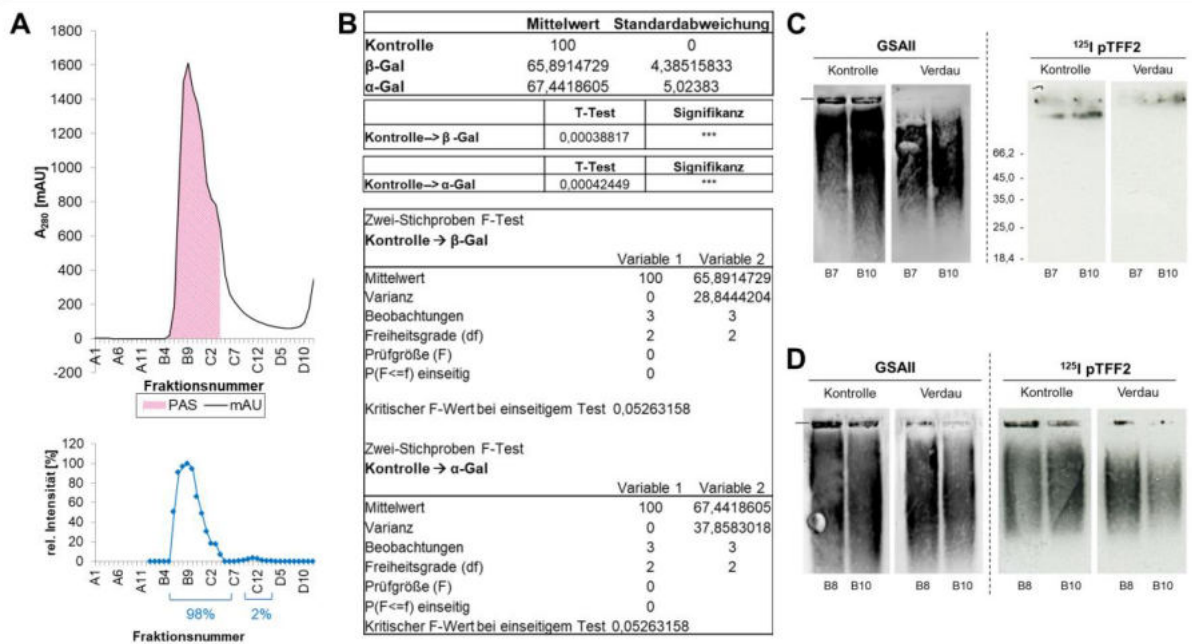 A
A280 [mAU]
1800
1600
1400
1200
1000
800
600
400
200
0
-200
A1 A6 A11 B4 B9 C2 C7 C12 D5 D10
Fraktionsnummer
PAS mAU
rel. Intensität [%]
120
100
80
60
40
20
0
A1 A6 A11 B4 B9 C2 C7 C12 D5 D10
98% 2%
Fraktionsnummer
B
Mittelwert Standardabweichung
Kontrolle 100 0
β-Gal 65,8914729 4,38515833
α-Gal 67,4418605 5,02383
T-Test Signifikanz
Kontrolle--> β -Gal 0,00038817 ***
T-Test Signifikanz
Kontrolle--> α-Gal 0,00042449 ***
Zwei-Stichproben F-Test
Kontrolle → β-Gal
Variable 1 Variable 2
Mittelwert 100 65,8914729
Varianz 0 28,8444204
Beobachtungen 3 3
Freiheitsgrade (df) 2 2
Prüfgröße (F) 0
P(F<=f) einseitig 0
Kritischer F-Wert bei einseitigem Test 0,05263158
Zwei-Stichproben F-Test
Kontrolle → α-Gal
Variable 1 Variable 2
Mittelwert 100 67,4418605
Varianz 0 37,8583018
Beobachtungen 3 3
Freiheitsgrade (df) 2 2
Prüfgröße (F) 0
P(F<=f) einseitig 0
Kritischer F-Wert bei einseitigem Test 0,05263158
C
GSAII
125I pTFF2
Kontrolle Verdau
Kontrolle Verdau
66,2 -
45,0 -
35,0 -
25,0 -
18,4 -
B7 B10 B7 B10
B7 B10 B7 B10
D
GSAII
125I pTFF2
Kontrolle Verdau
Kontrolle Verdau
B8 B10 B8 B10
B8 B10 B8 B10